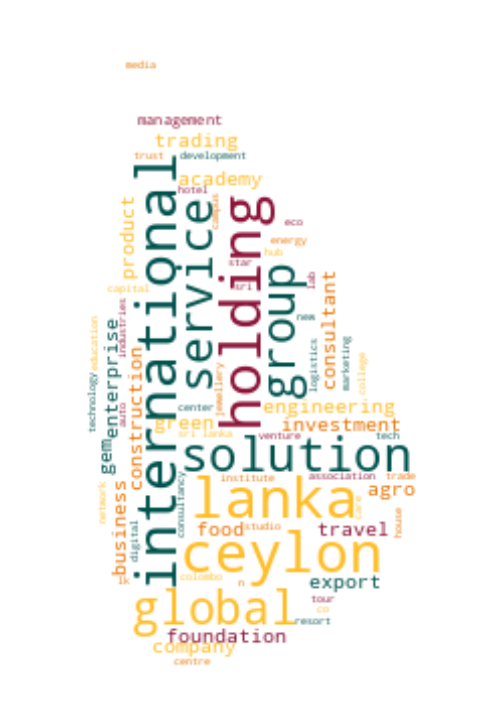 media
management
trading
trust
development
academy
hotel
international
service
campus
holding
product
eco
energy
hub
star
group
lab
sri
capital
consultant
industries
new
education
enterprise
technology
construction
logistics
marketing
college
jewellery
auto
center
engineering
green
investment
sri lanka
venture
tech
gem
solution
consultancy
institute
association
trade
lanka
agro
care
business
network
house
food
studio
travel
digital
ceylon
lk
colombo
n
export
global
tour
co
resort
foundation
company
centre